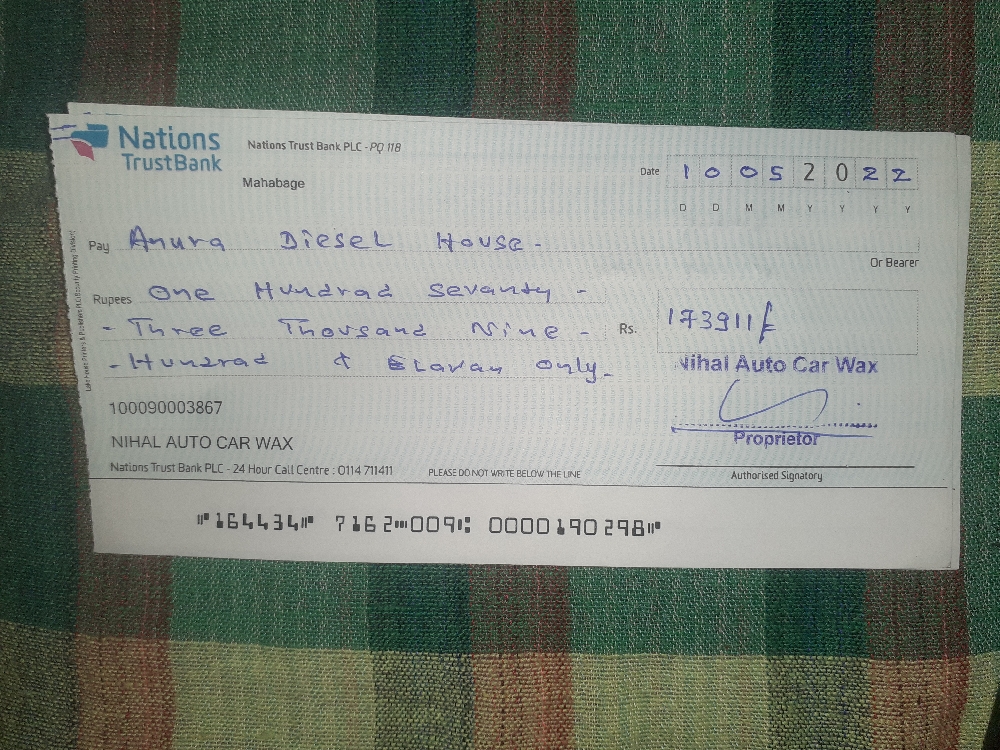 Nations
TrustBank
Nations Trust Bank PLC - PQ 118
Mahabage
Date 1 0 0 5 2 0 2 2
D D M M Y Y Y Y
Pay Anura Diesel House -
Or Bearer
Rupees One Hundrad sevanty -
- Three Thousand Nine -
- Hundrad & Elavan only -
Rs. 173911/-
Nihal Auto Car Wax
Proprietor
100090003867
NIHAL AUTO CAR WAX
Nations Trust Bank PLC - 24 Hour Call Centre : 0114 711411
PLEASE DO NOT WRITE BELOW THE LINE
Authorised Signatory
⑈164434⑈ 7162⑉009⑆ 0000190298⑈